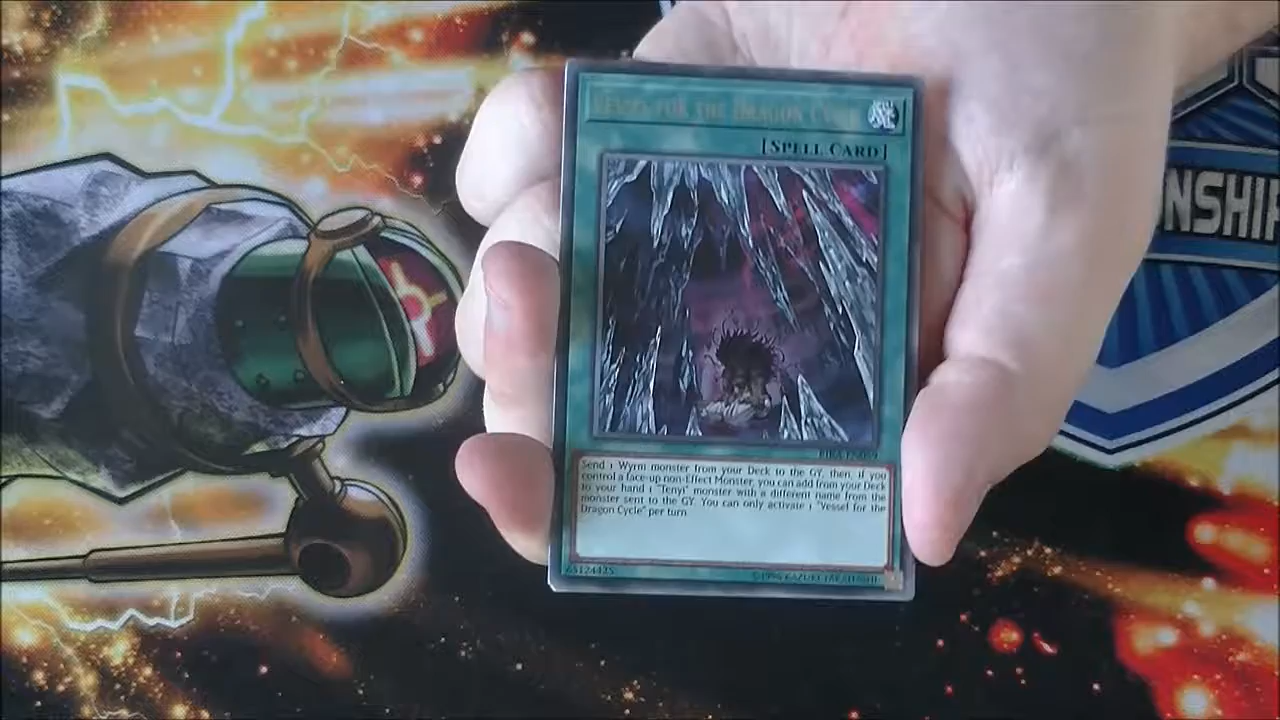 VESSEL FOR THE DRAGON CYCLE
[SPELL CARD]
Send 1 Wyrm monster from your Deck to the GY, then, if you
control a face-up non-Effect Monster, you can add from your Deck
to your hand 1 "Tenyi" monster with a different name from the
monster sent to the GY. You can only activate 1 "Vessel for the
Dragon Cycle" per turn.
65124425
©1996 KAZUKI TAKAHASHI
NSHIP